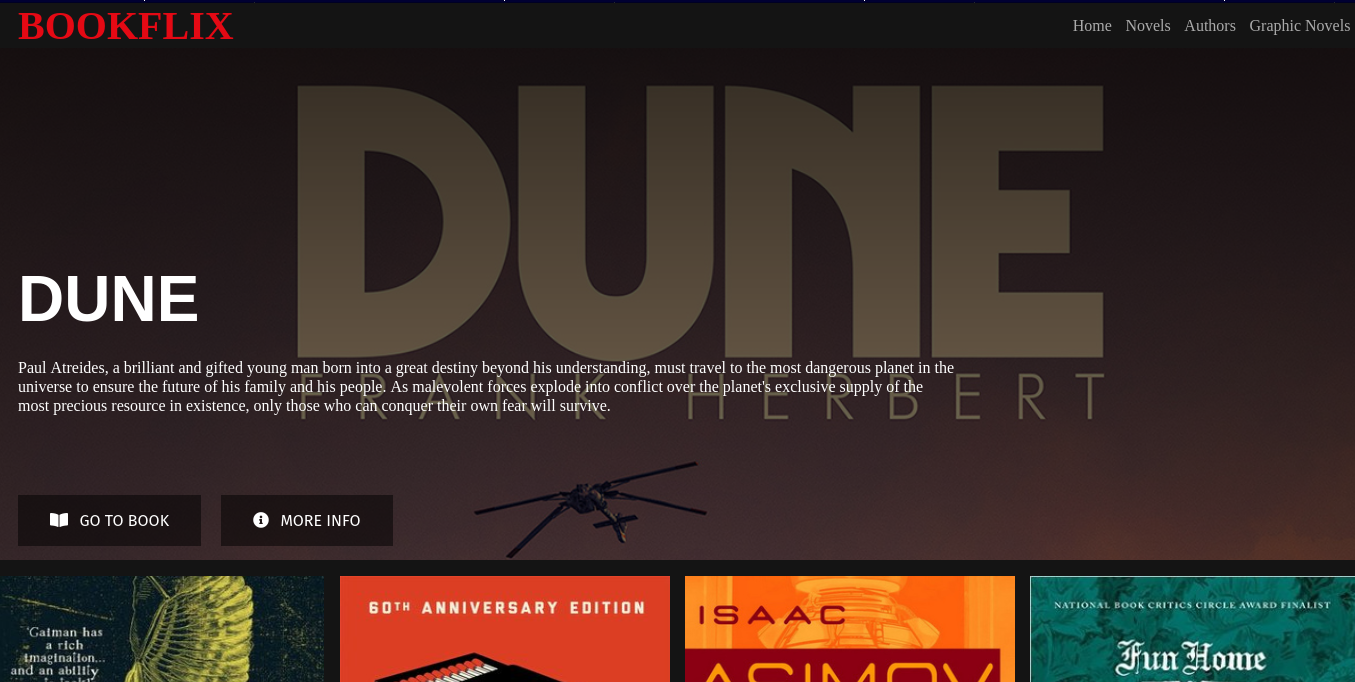 BOOKFLIX
Home Novels Authors Graphic Novels
DUNE
FRANK HERBERT
DUNE
Paul Atreides, a brilliant and gifted young man born into a great destiny beyond his understanding, must travel to the most dangerous planet in the
universe to ensure the future of his family and his people. As malevolent forces explode into conflict over the planet's exclusive supply of the
most precious resource in existence, only those who can conquer their own fear will survive.
GO TO BOOK MORE INFO
'Gaiman has
a rich
imagination...
and an ability
60TH ANNIVERSARY EDITION
ISAAC
ASIMOV
NATIONAL BOOK CRITICS CIRCLE AWARD FINALIST
Fun Home